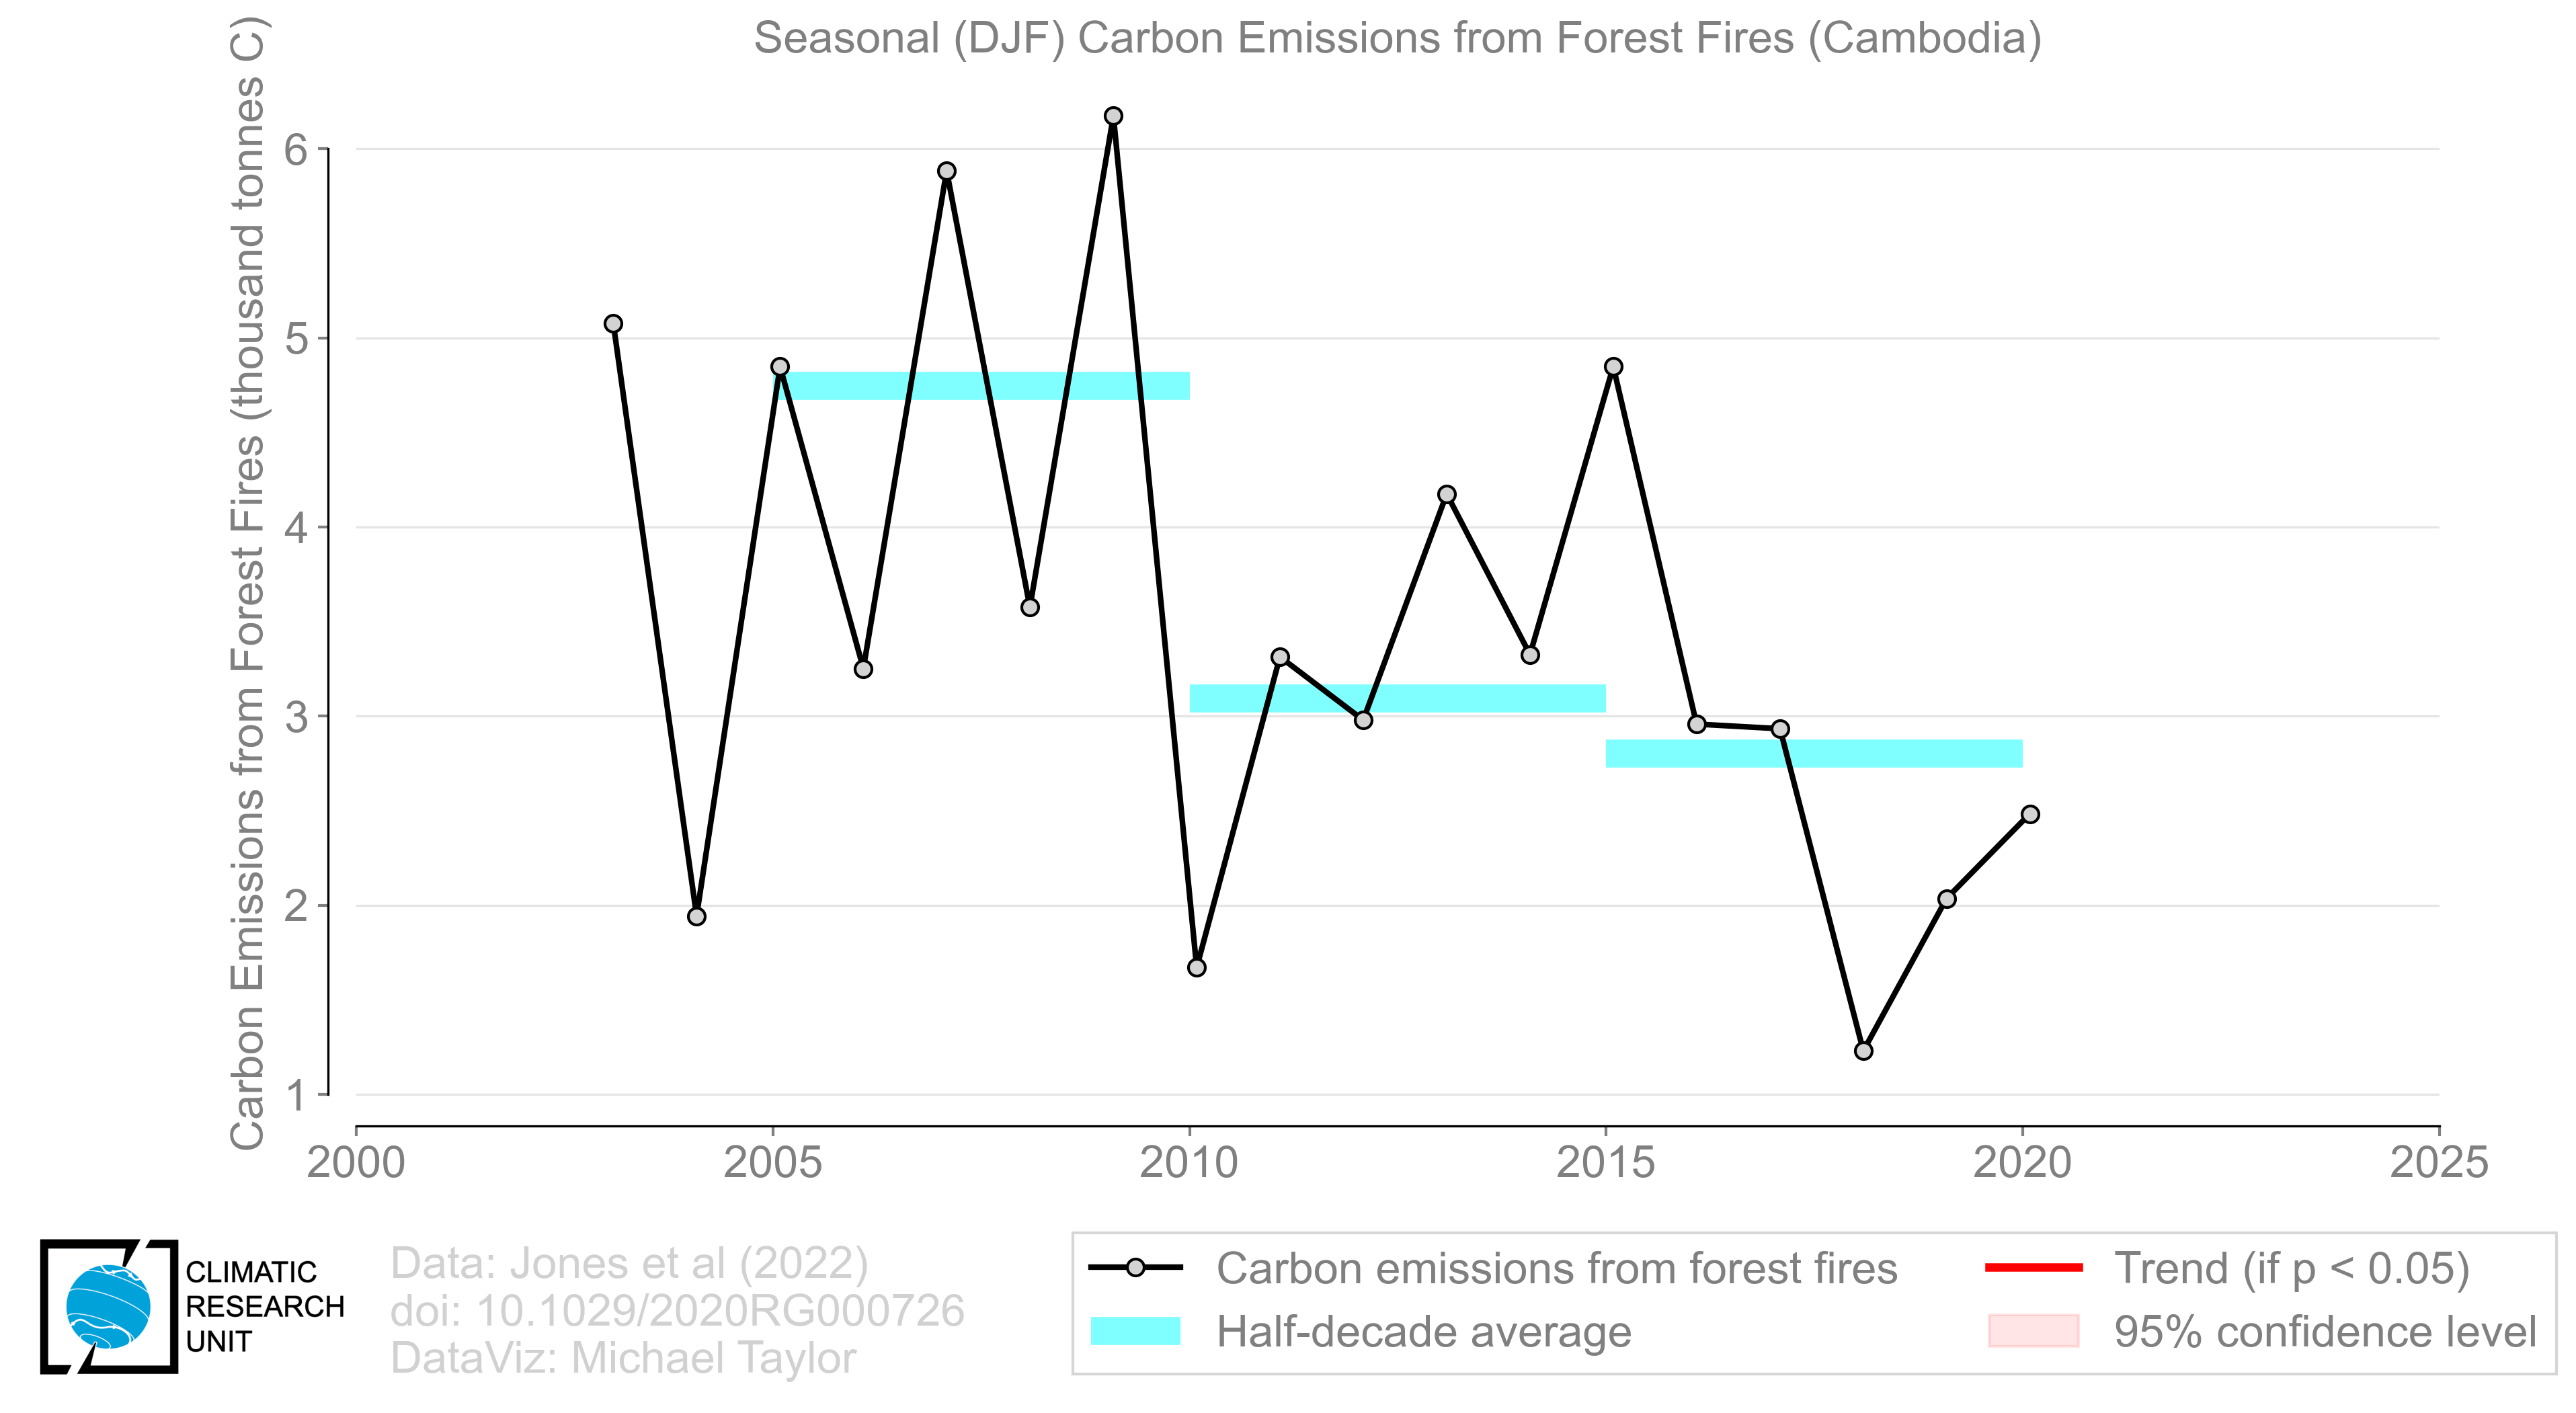 Seasonal (DJF) Carbon Emissions from Forest Fires (Cambodia)
Carbon Emissions from Forest Fires (thousand tonnes C)
6
5
4
3
2
1
2000 2005 2010 2015 2020 2025
CLIMATIC
RESEARCH
UNIT
Data: Jones et al (2022)
doi: 10.1029/2020RG000726
DataViz: Michael Taylor
Carbon emissions from forest fires
Half-decade average
Trend (if p < 0.05)
95% confidence level